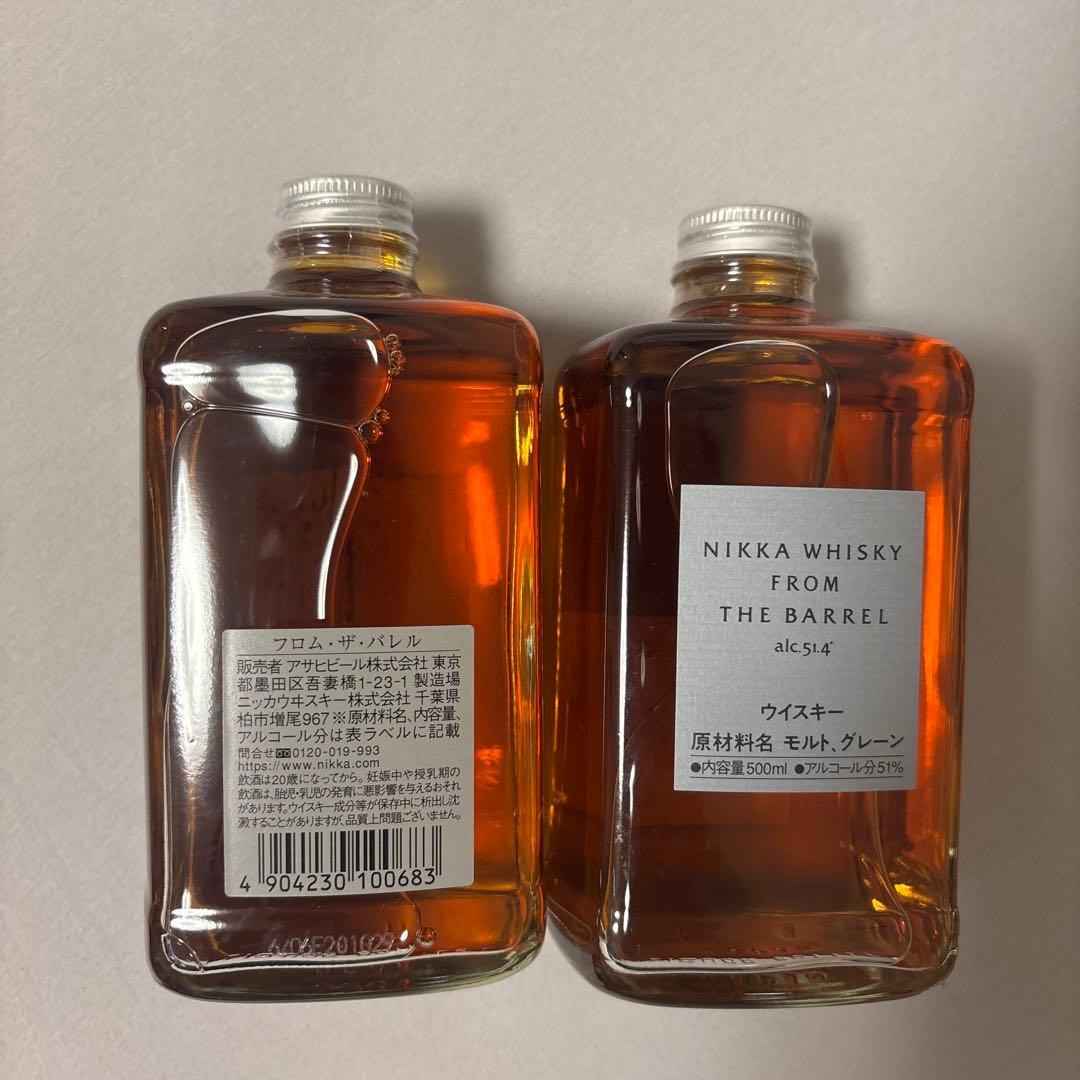 フロム・ザ・バレル
販売者 アサヒビール株式会社 東京
都墨田区吾妻橋1-23-1 製造場
ニッカウヰスキー株式会社 千葉県
柏市増尾967 ※原材料名、内容量、
アルコール分は表ラベルに記載
問合せ 0120-019-993
https://www.nikka.com
飲酒は20歳になってから。妊娠中や授乳期の
飲酒は、胎児・乳児の発育に悪影響を与えるおそれ
があります。ウイスキー成分等が保存中に析出し沈
澱することがありますが、品質上問題ございません。
4 904230 100683
NIKKA WHISKY
FROM
THE BARREL
alc.51.4°
ウイスキー
原材料名 モルト、グレーン
●内容量500ml ●アルコール分51%